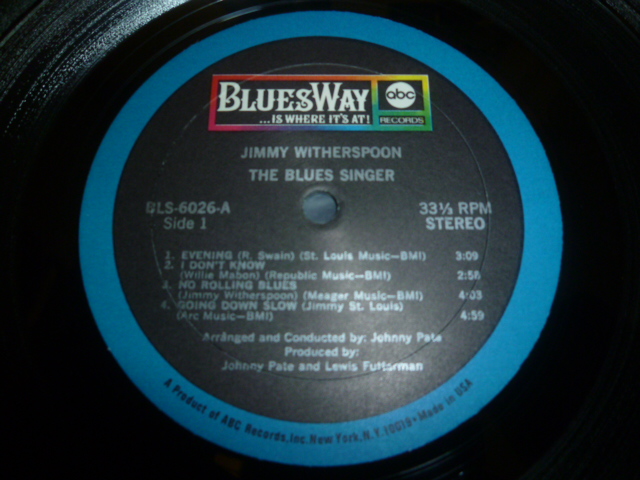 BLUESWAY
...IS WHERE IT'S AT!
abc
RECORDS
JIMMY WITHERSPOON
THE BLUES SINGER
BLS-6026-A
Side 1
33⅓ RPM
STEREO
1. EVENING (R. Swain) (St. Louis Music—BMI) 3:09
2. I DON'T KNOW
(Willie Mabon) (Republic Music—BMI) 2:58
3. NO ROLLING BLUES
(Jimmy Witherspoon) (Meager Music—BMI) 4:03
4. GOING DOWN SLOW (Jimmy St. Louis)
(Arc Music—BMI) 4:59
Arranged and Conducted by: Johnny Pate
Produced by:
Johnny Pate and Lewis Futterman
A Product of ABC Records, Inc. New York, N.Y. 10019 • Made in USA